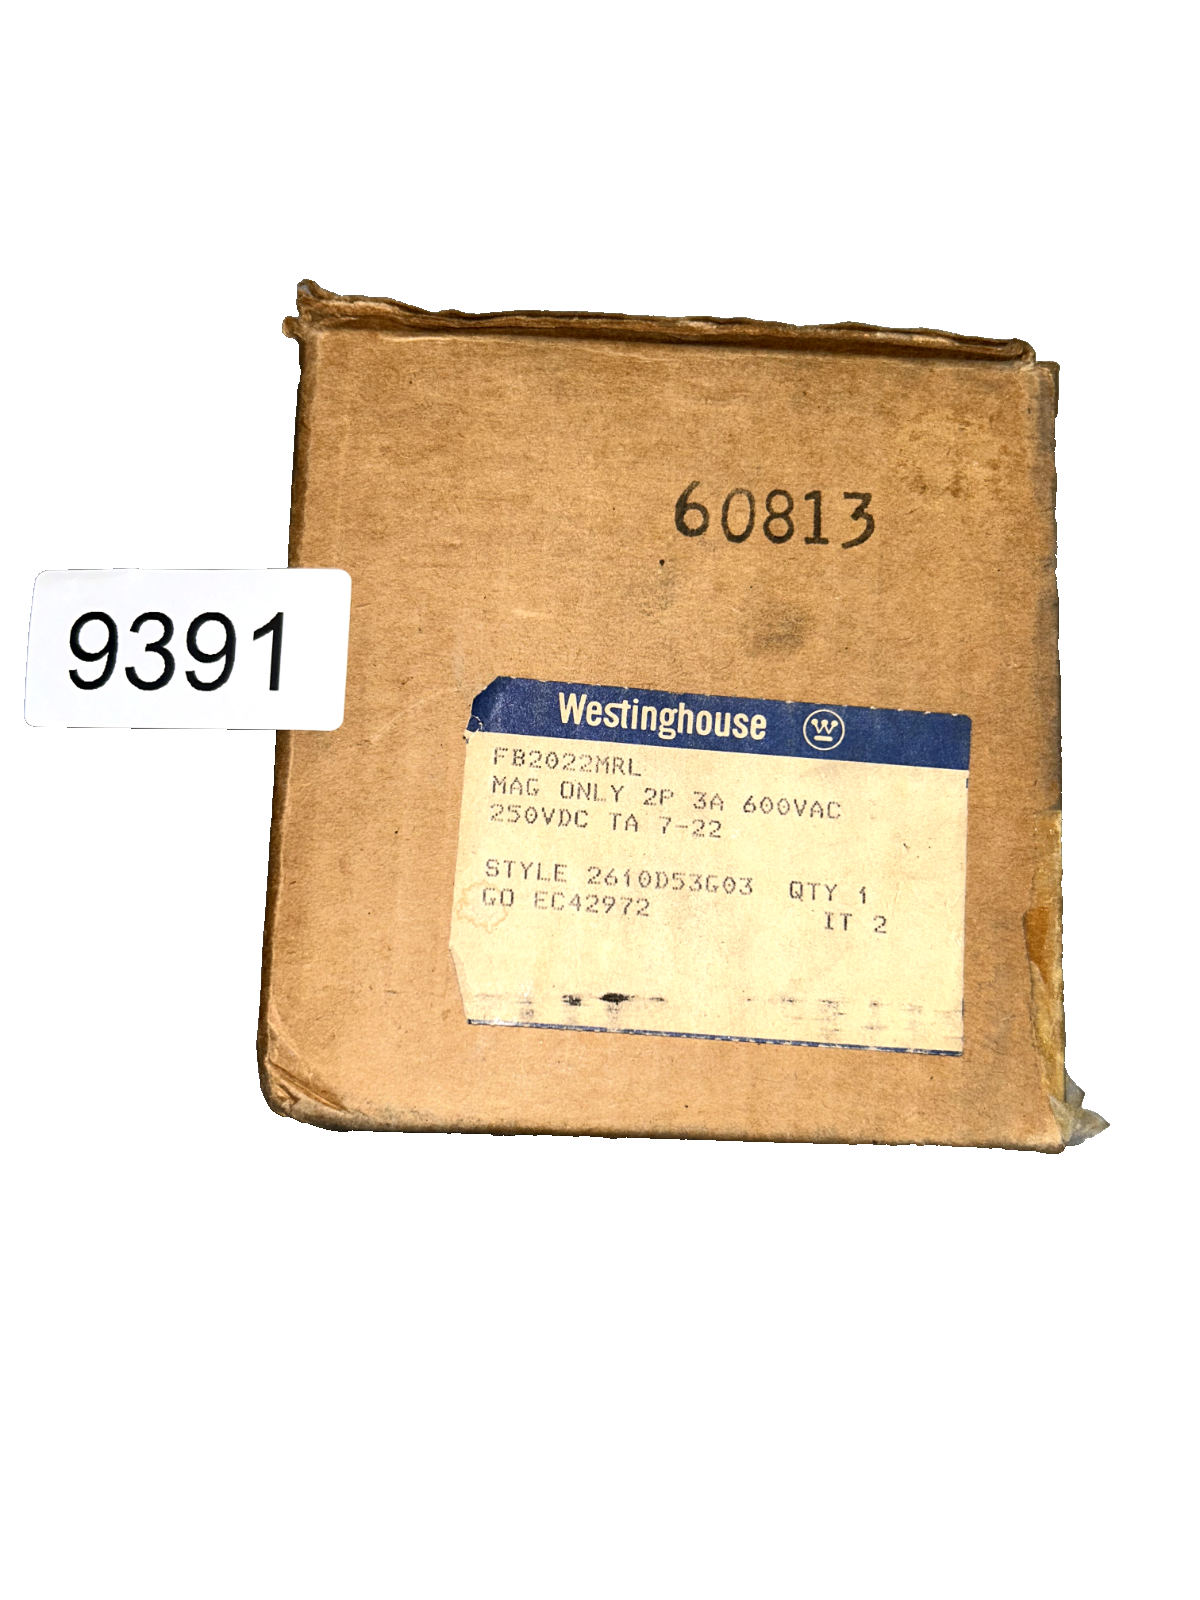 60813
9391
Westinghouse W
FB2022MRL
MAG ONLY 2P 3A 600VAC
250VDC TA 7-22
STYLE 2610D53G03 QTY 1
GO EC42972 IT 2